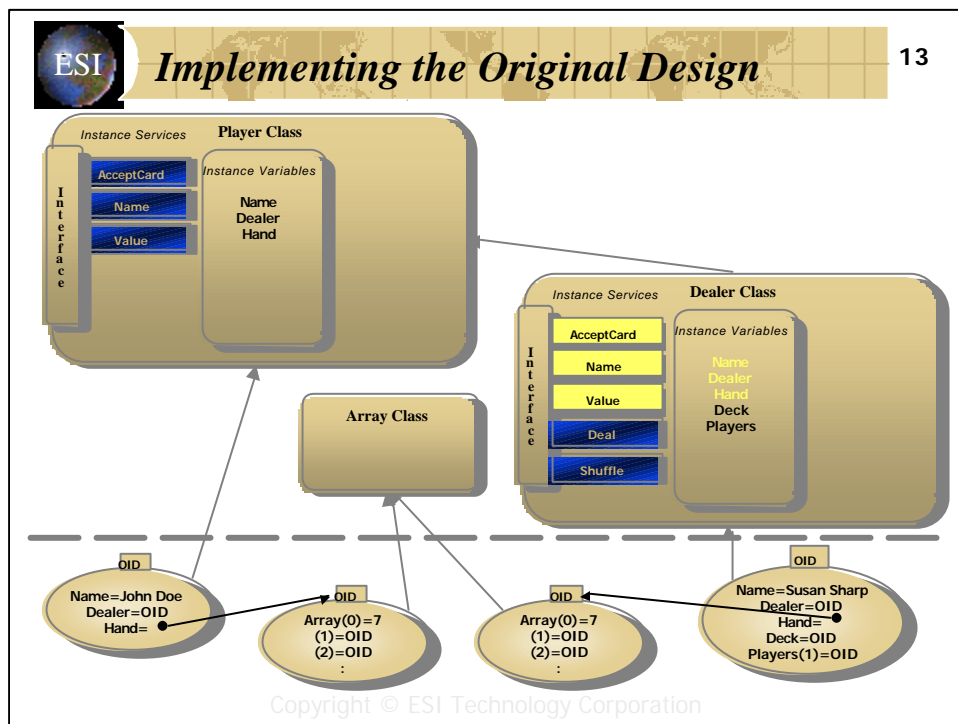 ESI
Implementing the Original Design
13
Instance Services
Player Class
Interface
AcceptCard
Name
Value
Instance Variables
Name
Dealer
Hand
Instance Services
Dealer Class
Interface
AcceptCard
Name
Value
Deal
Shuffle
Instance Variables
Name
Dealer
Hand
Deck
Players
Array Class
OID
Name=John Doe
Dealer=OID
Hand=
OID
Array(0)=7
(1)=OID
(2)=OID
:
OID
Array(0)=7
(1)=OID
(2)=OID
:
OID
Name=Susan Sharp
Dealer=OID
Hand=
Deck=OID
Players(1)=OID
Copyright © ESI Technology Corporation